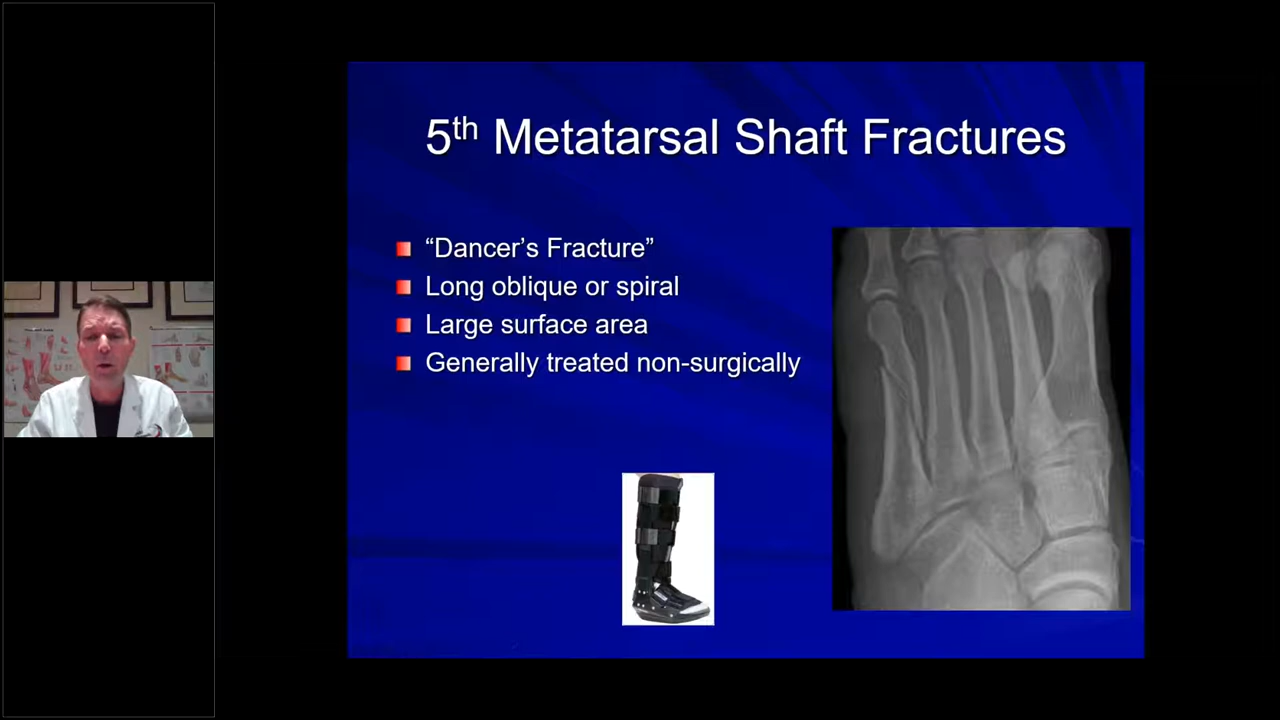 5th Metatarsal Shaft Fractures
“Dancer’s Fracture”
Long oblique or spiral
Large surface area
Generally treated non-surgically